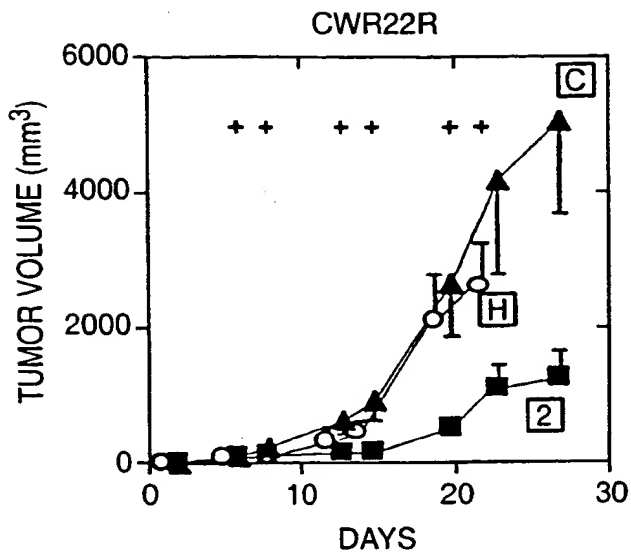 CWR22R
6000
C
+ + + + + +
4000
TUMOR VOLUME (mm³)
H
2000
2
0
0 10 20 30
DAYS